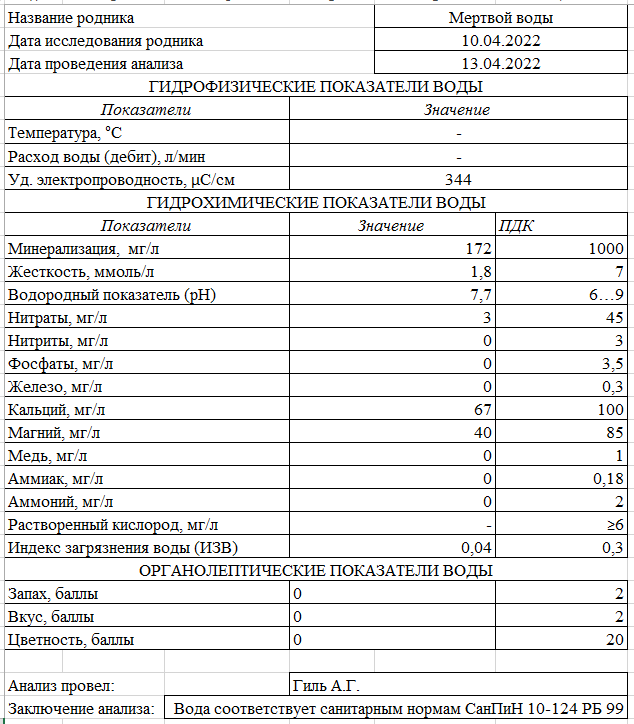 Название родника Мертвой воды
Дата исследования родника 10.04.2022
Дата проведения анализа 13.04.2022
ГИДРОФИЗИЧЕСКИЕ ПОКАЗАТЕЛИ ВОДЫ
Показатели Значение
Температура, °С -
Расход воды (дебит), л/мин -
Уд. электропроводность, µС/см 344
ГИДРОХИМИЧЕСКИЕ ПОКАЗАТЕЛИ ВОДЫ
Показатели Значение ПДК
Минерализация, мг/л 172 1000
Жесткость, ммоль/л 1,8 7
Водородный показатель (рН) 7,7 6…9
Нитраты, мг/л 3 45
Нитриты, мг/л 0 3
Фосфаты, мг/л 0 3,5
Железо, мг/л 0 0,3
Кальций, мг/л 67 100
Магний, мг/л 40 85
Медь, мг/л 0 1
Аммиак, мг/л 0 0,18
Аммоний, мг/л 0 2
Растворенный кислород, мг/л - ≥6
Индекс загрязнения воды (ИЗВ) 0,04 0,3
ОРГАНОЛЕПТИЧЕСКИЕ ПОКАЗАТЕЛИ ВОДЫ
Запах, баллы 0 2
Вкус, баллы 0 2
Цветность, баллы 0 20
Анализ провел: Гиль А.Г.
Заключение анализа: Вода соответствует санитарным нормам СанПиН 10-124 РБ 99